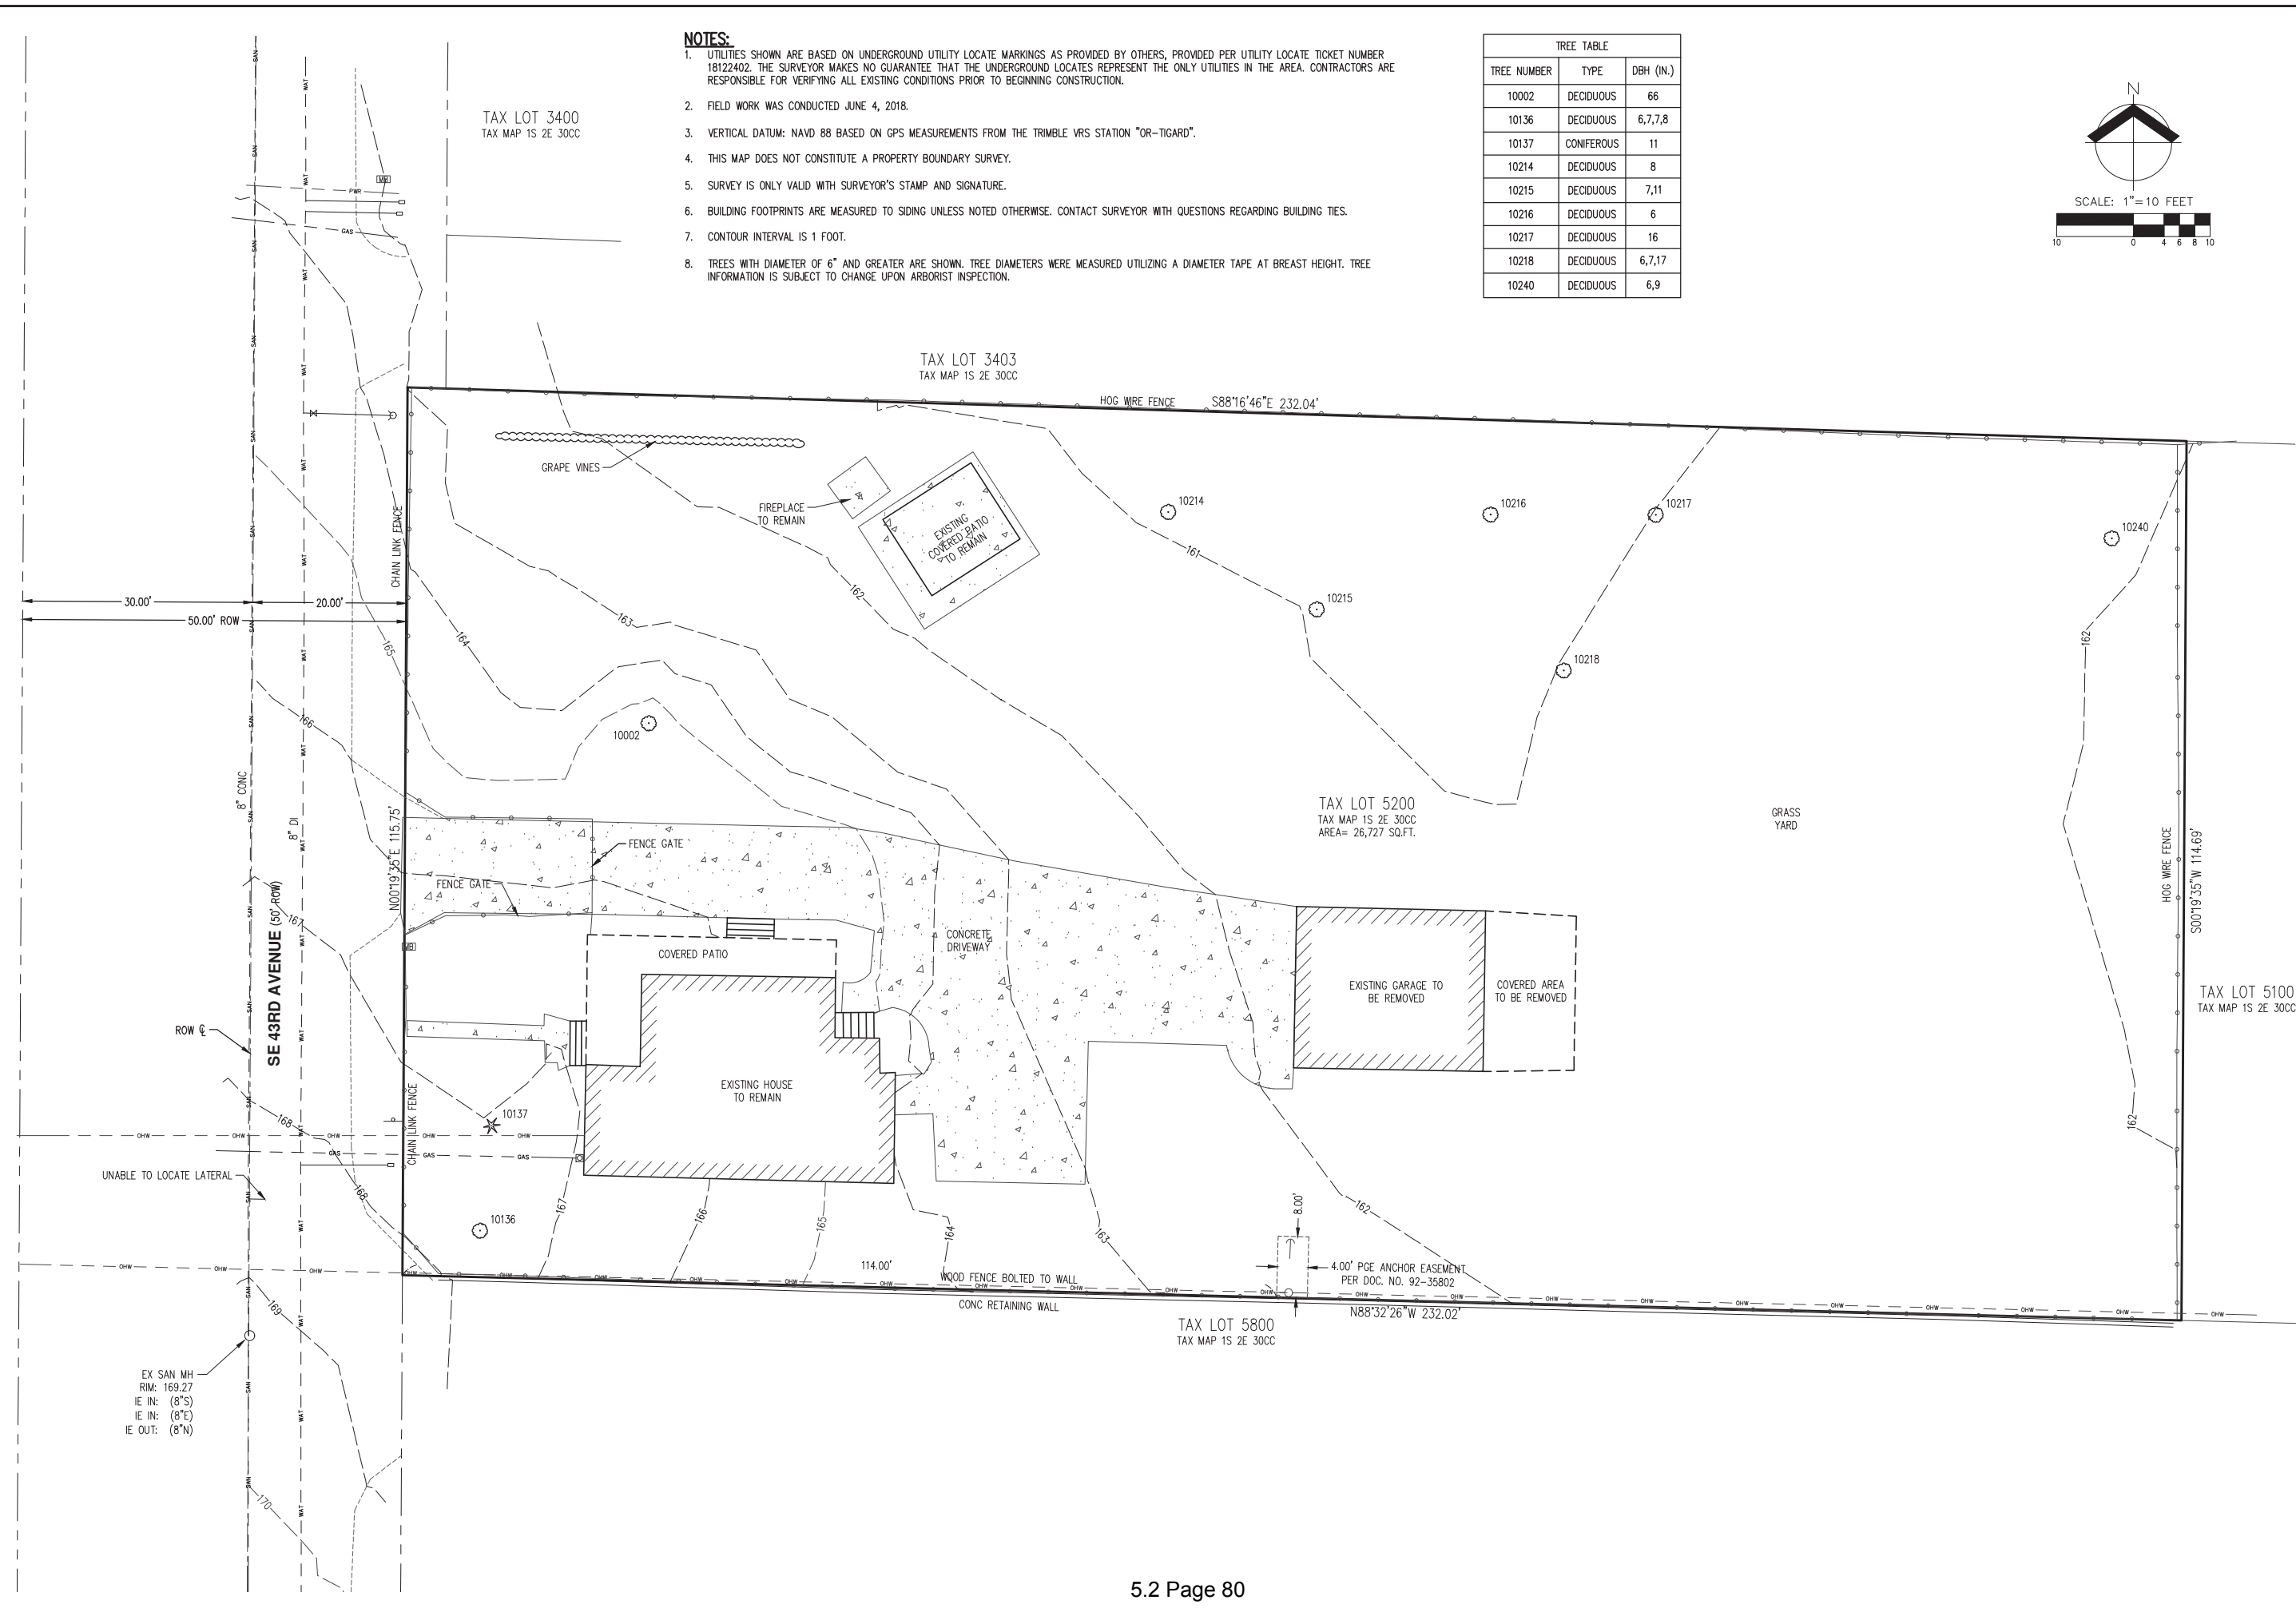 NOTES:
1. UTILITIES SHOWN ARE BASED ON UNDERGROUND UTILITY LOCATE MARKINGS AS PROVIDED BY OTHERS, PROVIDED PER UTILITY LOCATE TICKET NUMBER
18122402. THE SURVEYOR MAKES NO GUARANTEE THAT THE UNDERGROUND LOCATES REPRESENT THE ONLY UTILITIES IN THE AREA. CONTRACTORS ARE
RESPONSIBLE FOR VERIFYING ALL EXISTING CONDITIONS PRIOR TO BEGINNING CONSTRUCTION.
2. FIELD WORK WAS CONDUCTED JUNE 4, 2018.
3. VERTICAL DATUM: NAVD 88 BASED ON GPS MEASUREMENTS FROM THE TRIMBLE VRS STATION "OR-TIGARD".
4. THIS MAP DOES NOT CONSTITUTE A PROPERTY BOUNDARY SURVEY.
5. SURVEY IS ONLY VALID WITH SURVEYOR'S STAMP AND SIGNATURE.
6. BUILDING FOOTPRINTS ARE MEASURED TO SIDING UNLESS NOTED OTHERWISE. CONTACT SURVEYOR WITH QUESTIONS REGARDING BUILDING TIES.
7. CONTOUR INTERVAL IS 1 FOOT.
8. TREES WITH DIAMETER OF 6" AND GREATER ARE SHOWN. TREE DIAMETERS WERE MEASURED UTILIZING A DIAMETER TAPE AT BREAST HEIGHT. TREE
INFORMATION IS SUBJECT TO CHANGE UPON ARBORIST INSPECTION.
TREE TABLE
TREE NUMBER TYPE DBH (IN.)
10002 DECIDUOUS 66
10136 DECIDUOUS 6,7,7,8
10137 CONIFEROUS 11
10214 DECIDUOUS 8
10215 DECIDUOUS 7,11
10216 DECIDUOUS 6
10217 DECIDUOUS 16
10218 DECIDUOUS 6,7,17
10240 DECIDUOUS 6,9
N
SCALE: 1"=10 FEET
10 0 4 6 8 10
TAX LOT 3400
TAX MAP 1S 2E 30CC
PWR
GAS
TAX LOT 3403
TAX MAP 1S 2E 30CC
HOG WIRE FENCE
S88°16'46"E 232.04'
GRAPE VINES
FIREPLACE
TO REMAIN
EXISTING
COVERED PATIO
TO REMAIN
10214
10216
10217
10240
10215
10218
10002
161
162
163
164
165
166
162
CHAIN LINK FENCE
30.00'
20.00'
50.00' ROW
8" CONC
8" DI
N00°19'35"E 115.75'
SE 43RD AVENUE (50' ROW)
167
TAX LOT 5200
TAX MAP 1S 2E 30CC
AREA= 26,727 SQ.FT.
GRASS
YARD
FENCE GATE
FENCE GATE
COVERED PATIO
CONCRETE
DRIVEWAY
EXISTING GARAGE TO
BE REMOVED
COVERED AREA
TO BE REMOVED
HOG WIRE FENCE
S00°19'35"W 114.69'
TAX LOT 5100
TAX MAP 1S 2E 30CC
ROW ℄
EXISTING HOUSE
TO REMAIN
10137
168
OHW OHW OHW OHW OHW
GAS GAS GAS
CHAIN LINK FENCE
UNABLE TO LOCATE LATERAL
168
10136
167
166
165
164
163
162
162
8.00'
4.00' PGE ANCHOR EASEMENT
PER DOC. NO. 92-35802
114.00'
WOOD FENCE BOLTED TO WALL
CONC RETAINING WALL
N88°32'26"W 232.02'
TAX LOT 5800
TAX MAP 1S 2E 30CC
169
EX SAN MH
RIM: 169.27
IE IN: (8"S)
IE IN: (8"E)
IE OUT: (8"N)
170
5.2 Page 80